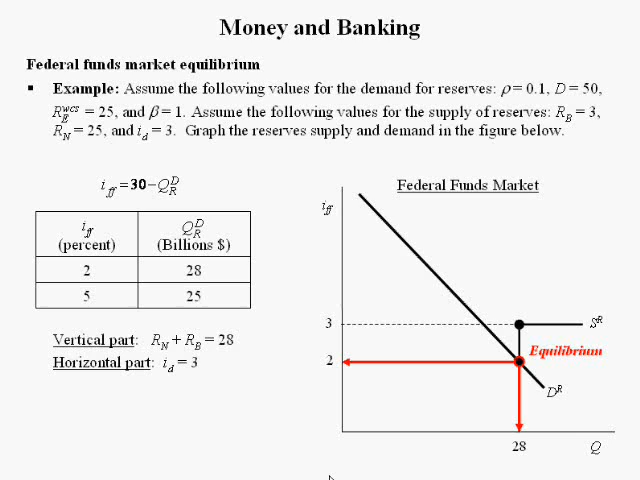 Money and Banking
Federal funds market equilibrium
▪ Example: Assume the following values for the demand for reserves: ρ = 0.1, D = 50,
R_E^wcs = 25, and β = 1. Assume the following values for the supply of reserves: R_B = 3,
R_N = 25, and i_d = 3. Graph the reserves supply and demand in the figure below.
i_ff = 30 − Q_R^D
i_ff (percent) Q_R^D (Billions $)
2 28
5 25
Vertical part: R_N + R_B = 28
Horizontal part: i_d = 3
Federal Funds Market
i_ff
3
S^R
Equilibrium
2
D^R
28
Q